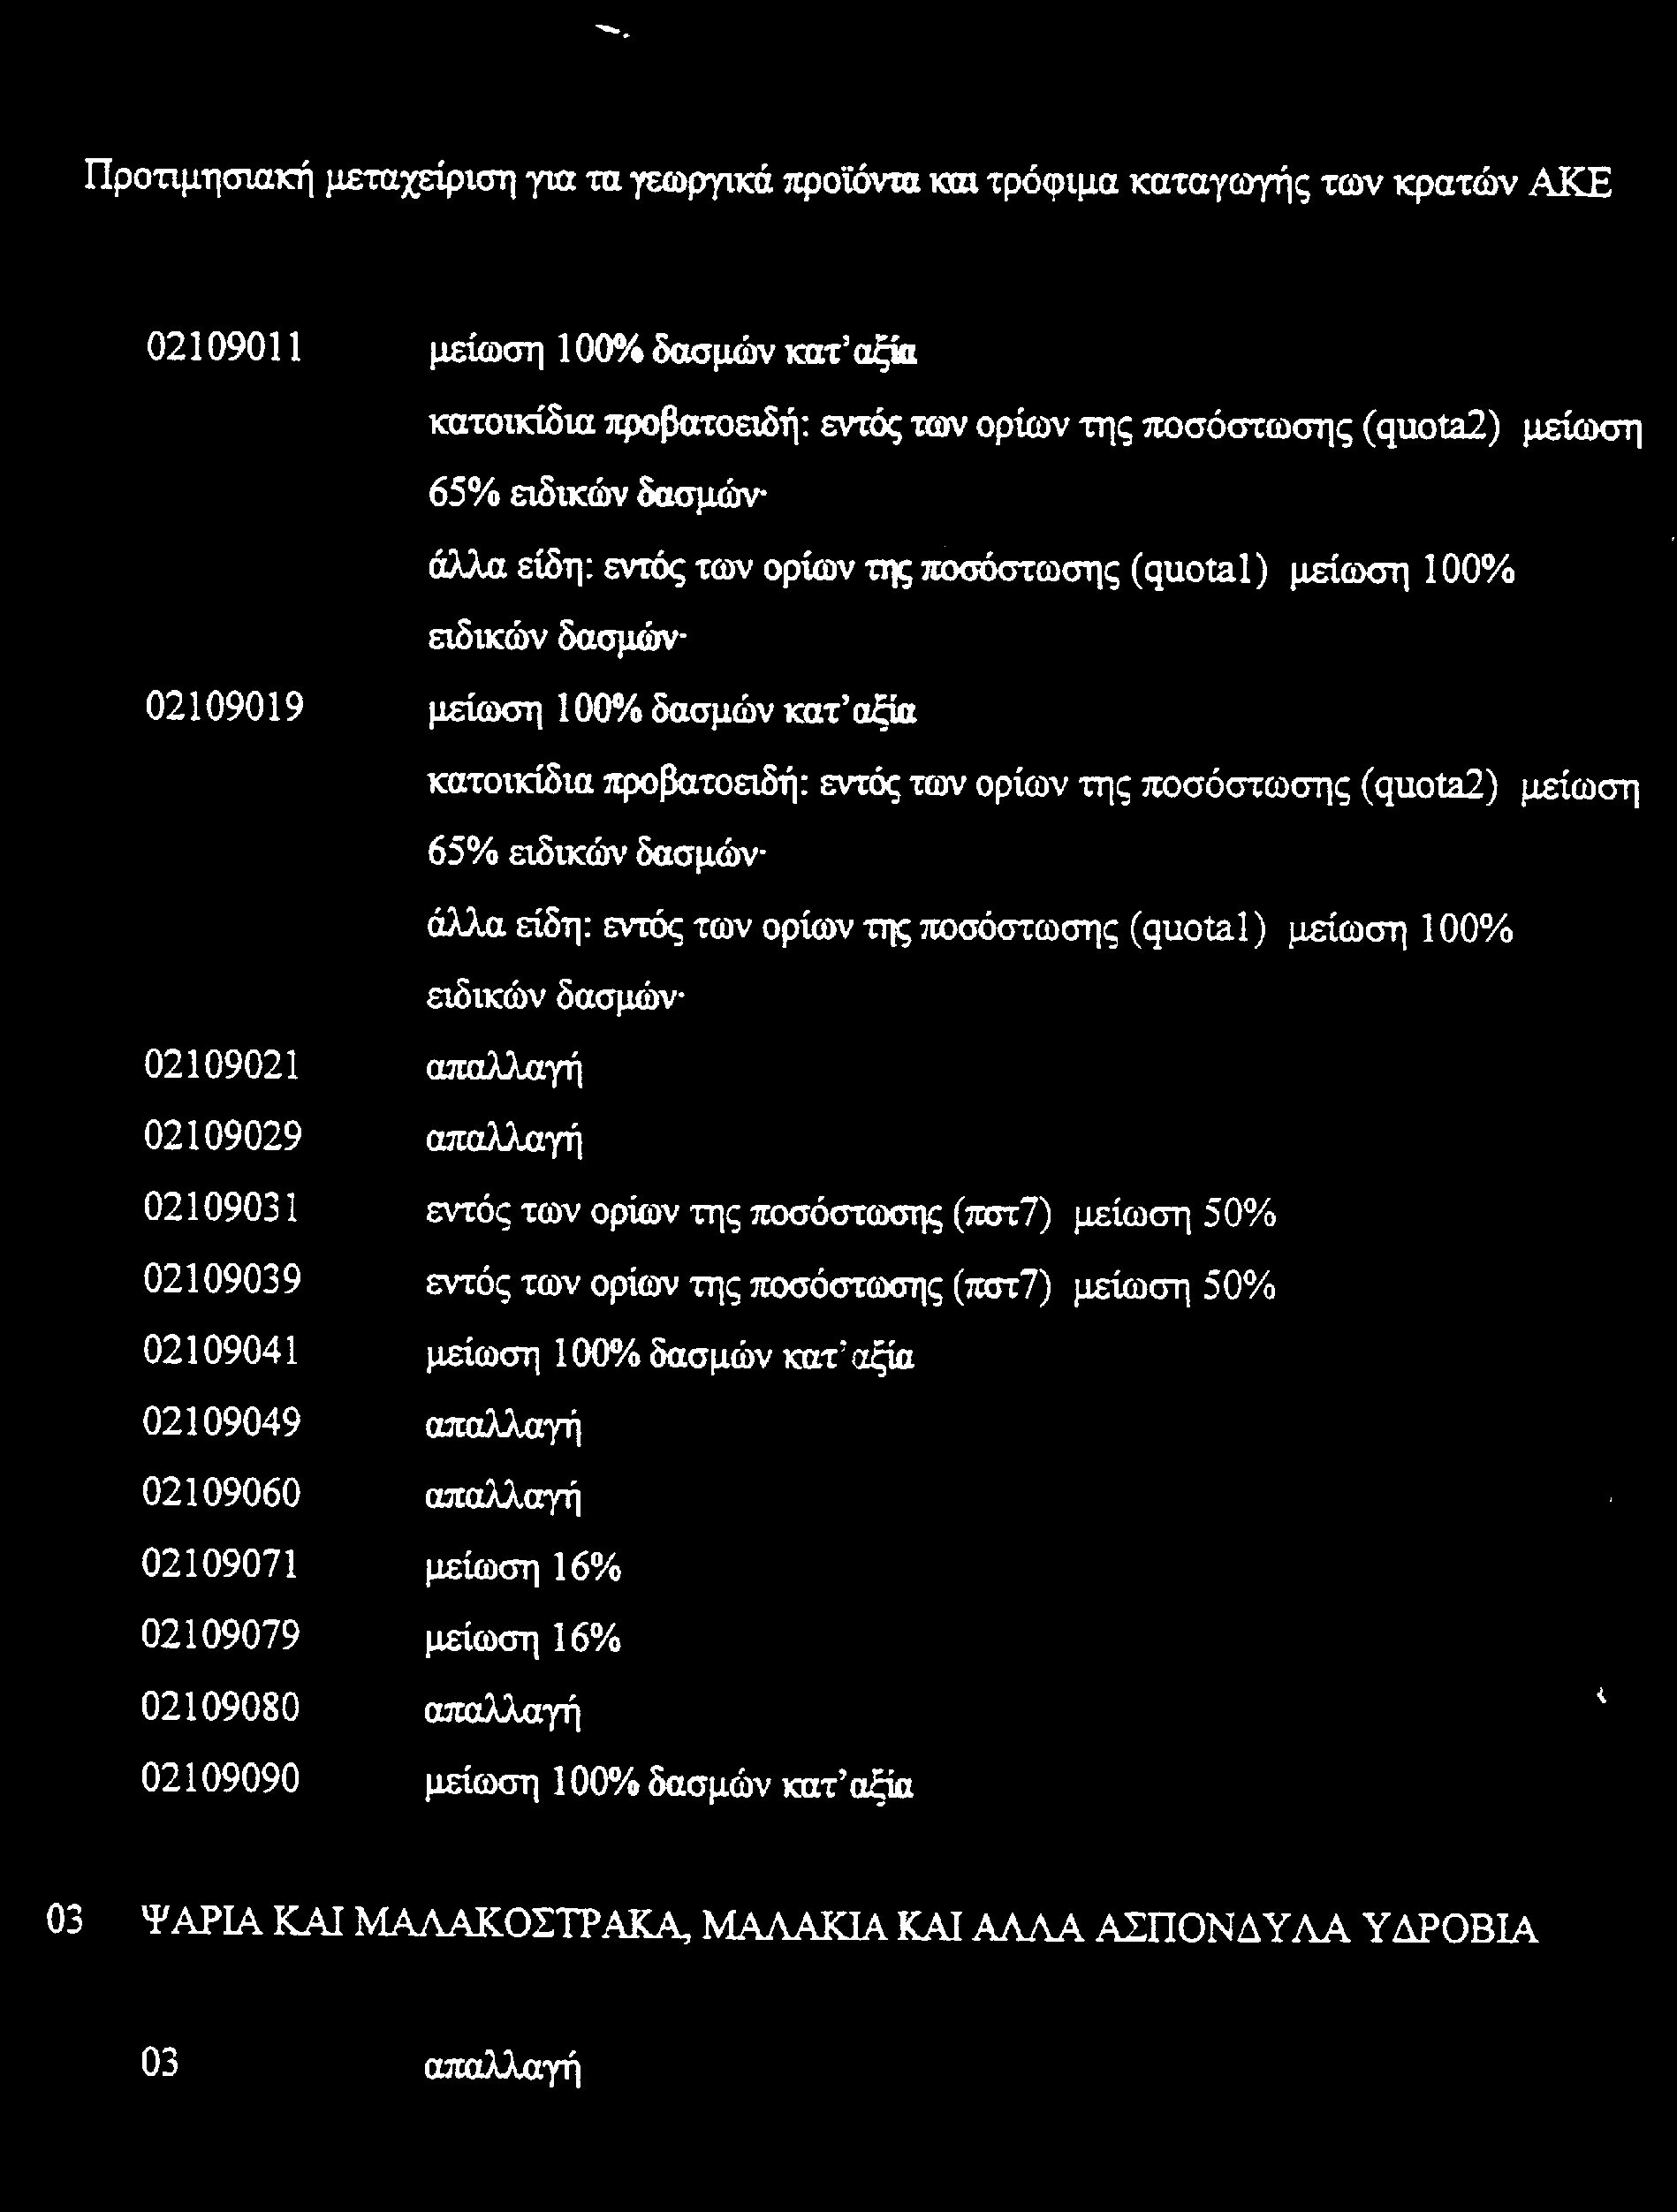 Προτιμησιακή μεταχείριση για τα γεωργικά προϊόντα και τρόφιμα καταγωγής των κρατών ΑΚΕ
02109011 μείωση 100% δασμών κατ’αξία
κατοικίδια προβατοειδή: εντός των ορίων της ποσόστωσης (quota2) μείωση
65% ειδικών δασμών·
άλλα είδη: εντός των ορίων της ποσόστωσης (quota1) μείωση 100%
ειδικών δασμών·
02109019 μείωση 100% δασμών κατ’αξία
κατοικίδια προβατοειδή: εντός των ορίων της ποσόστωσης (quota2) μείωση
65% ειδικών δασμών·
άλλα είδη: εντός των ορίων της ποσόστωσης (quota1) μείωση 100%
ειδικών δασμών·
02109021 απαλλαγή
02109029 απαλλαγή
02109031 εντός των ορίων της ποσόστωσης (πστ7) μείωση 50%
02109039 εντός των ορίων της ποσόστωσης (πστ7) μείωση 50%
02109041 μείωση 100% δασμών κατ’αξία
02109049 απαλλαγή
02109060 απαλλαγή
02109071 μείωση 16%
02109079 μείωση 16%
02109080 απαλλαγή
02109090 μείωση 100% δασμών κατ’αξία
03 ΨΑΡΙΑ ΚΑΙ ΜΑΛΑΚΟΣΤΡΑΚΑ, ΜΑΛΑΚΙΑ ΚΑΙ ΑΛΛΑ ΑΣΠΟΝΔΥΛΑ ΥΔΡΟΒΙΑ
03 απαλλαγή